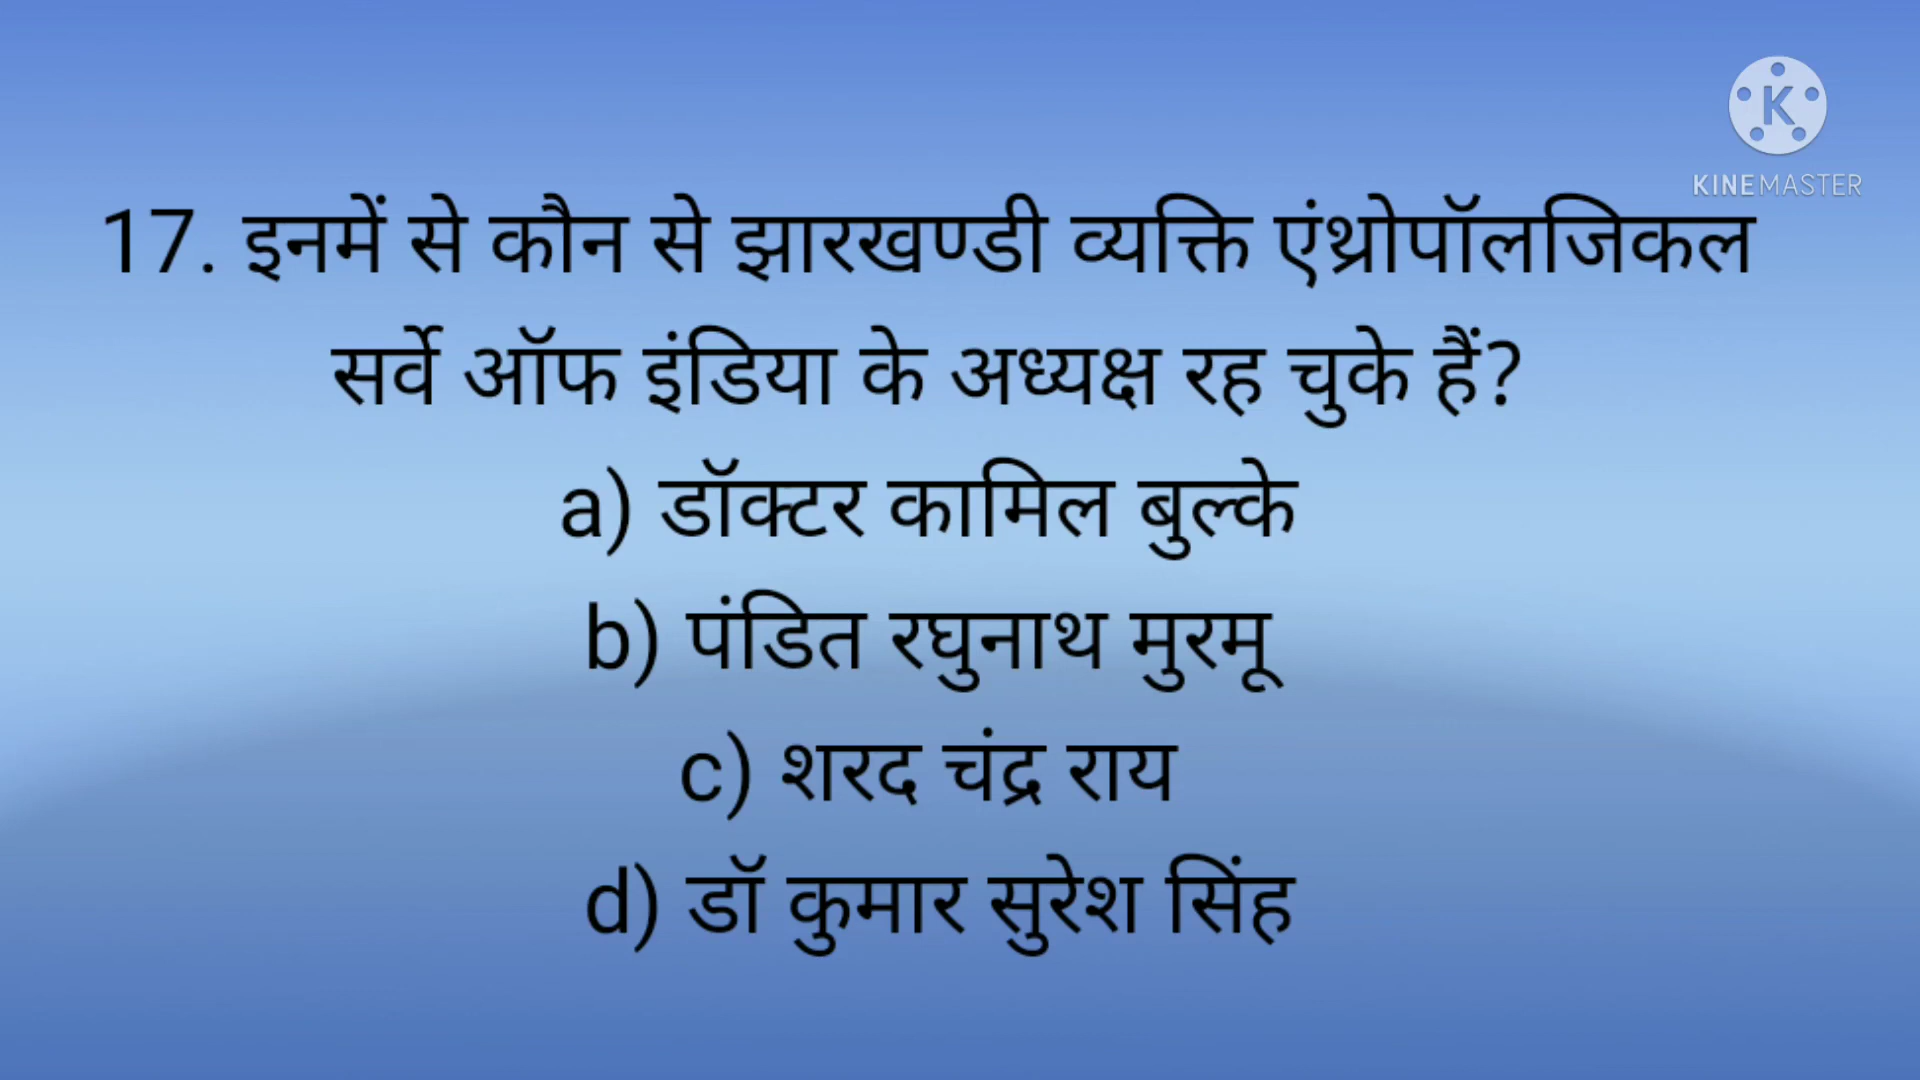 KINEMASTER
17. इनमें से कौन से झारखण्डी व्यक्ति एंथ्रोपॉलजिकल
सर्वे ऑफ इंडिया के अध्यक्ष रह चुके हैं?
a) डॉक्टर कामिल बुल्के
b) पंडित रघुनाथ मुरमू
c) शरद चंद्र राय
d) डॉ कुमार सुरेश सिंह